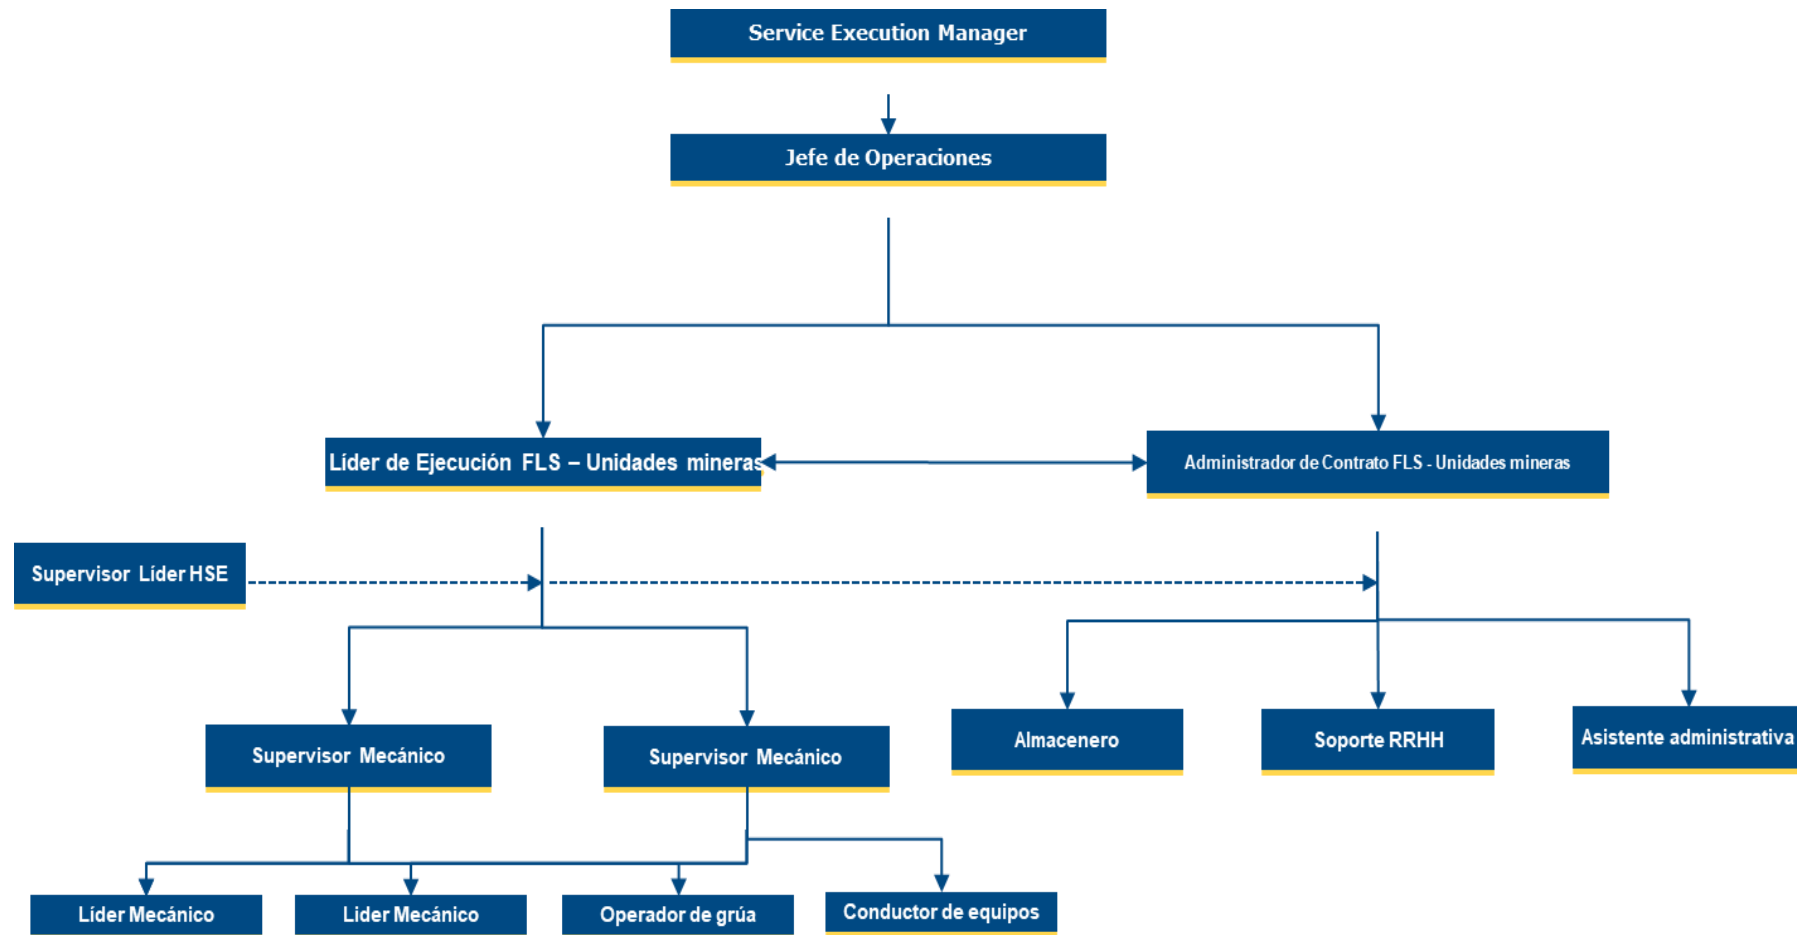 Service Execution Manager
Jefe de Operaciones
Líder de Ejecución FLS – Unidades mineras
Administrador de Contrato FLS - Unidades mineras
Supervisor Líder HSE
Supervisor Mecánico
Supervisor Mecánico
Almacenero
Soporte RRHH
Asistente administrativa
Líder Mecánico
Lider Mecánico
Operador de grúa
Conductor de equipos